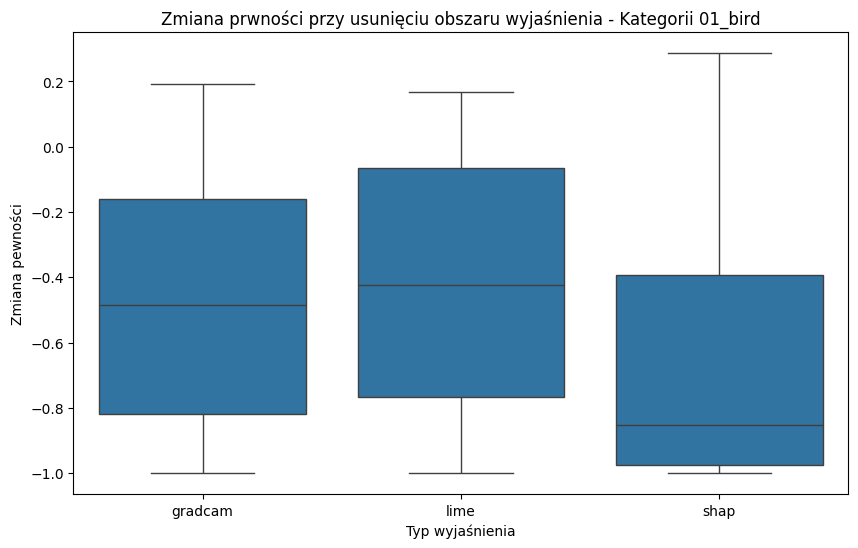 Zmiana prwności przy usunięciu obszaru wyjaśnienia - Kategorii 01_bird
Zmiana pewności
0.2
0.0
−0.2
−0.4
−0.6
−0.8
−1.0
gradcam
lime
shap
Typ wyjaśnienia